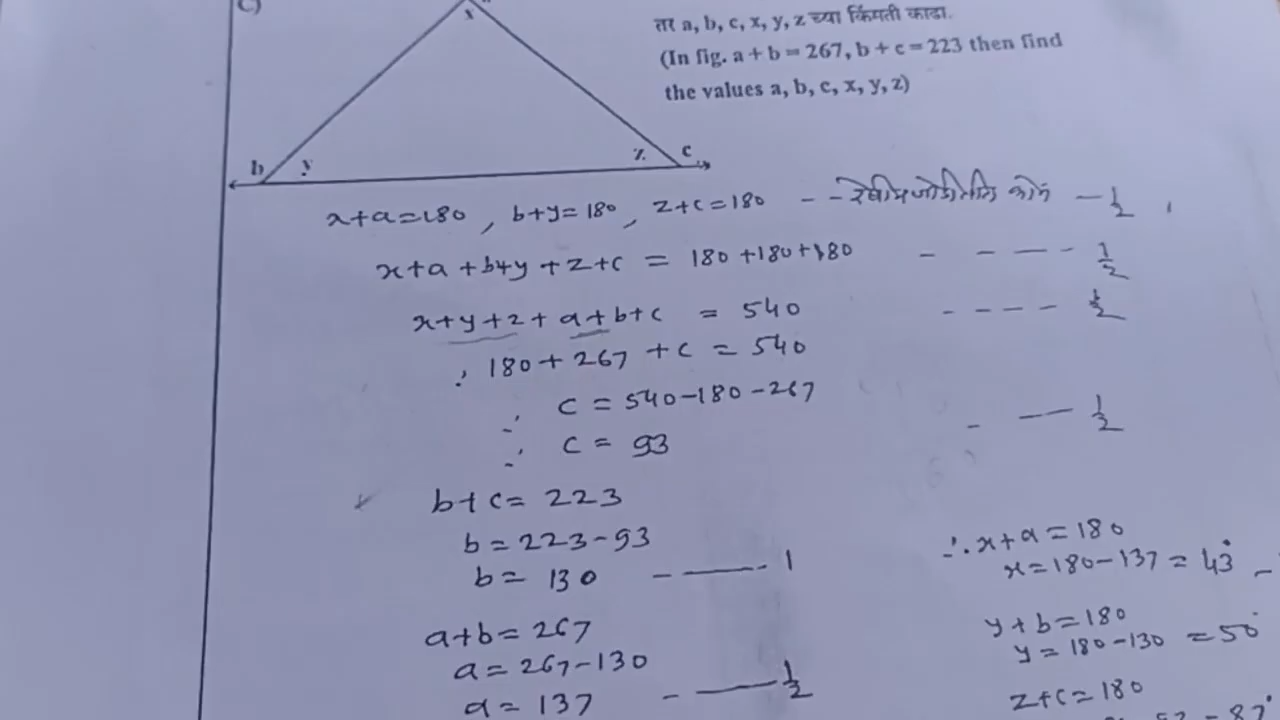 C)
x
तर a, b, c, x, y, z च्या किंमती काढा.
(In fig. a + b = 267, b + c = 223 then find
the values a, b, c, x, y, z)
b y z c
x+a=180, b+y=180, z+c=180 -- कोन — 1/2
x+a+b+y+z+c = 180+180+180 - - — - 1/2
x+y+z+a+b+c = 540 - - - - 1/2
∴ 180+267+c = 540
∴ c = 540-180-267
∴ c = 93 - — 1/2
b+c= 223
b = 223-93
b = 130 - —— 1
a+b= 267
a = 267-130
a = 137 - —— 1/2
∴ x+a=180
x=180-137 = 43° -
y+b=180
y = 180-130 = 50°
z+c=180